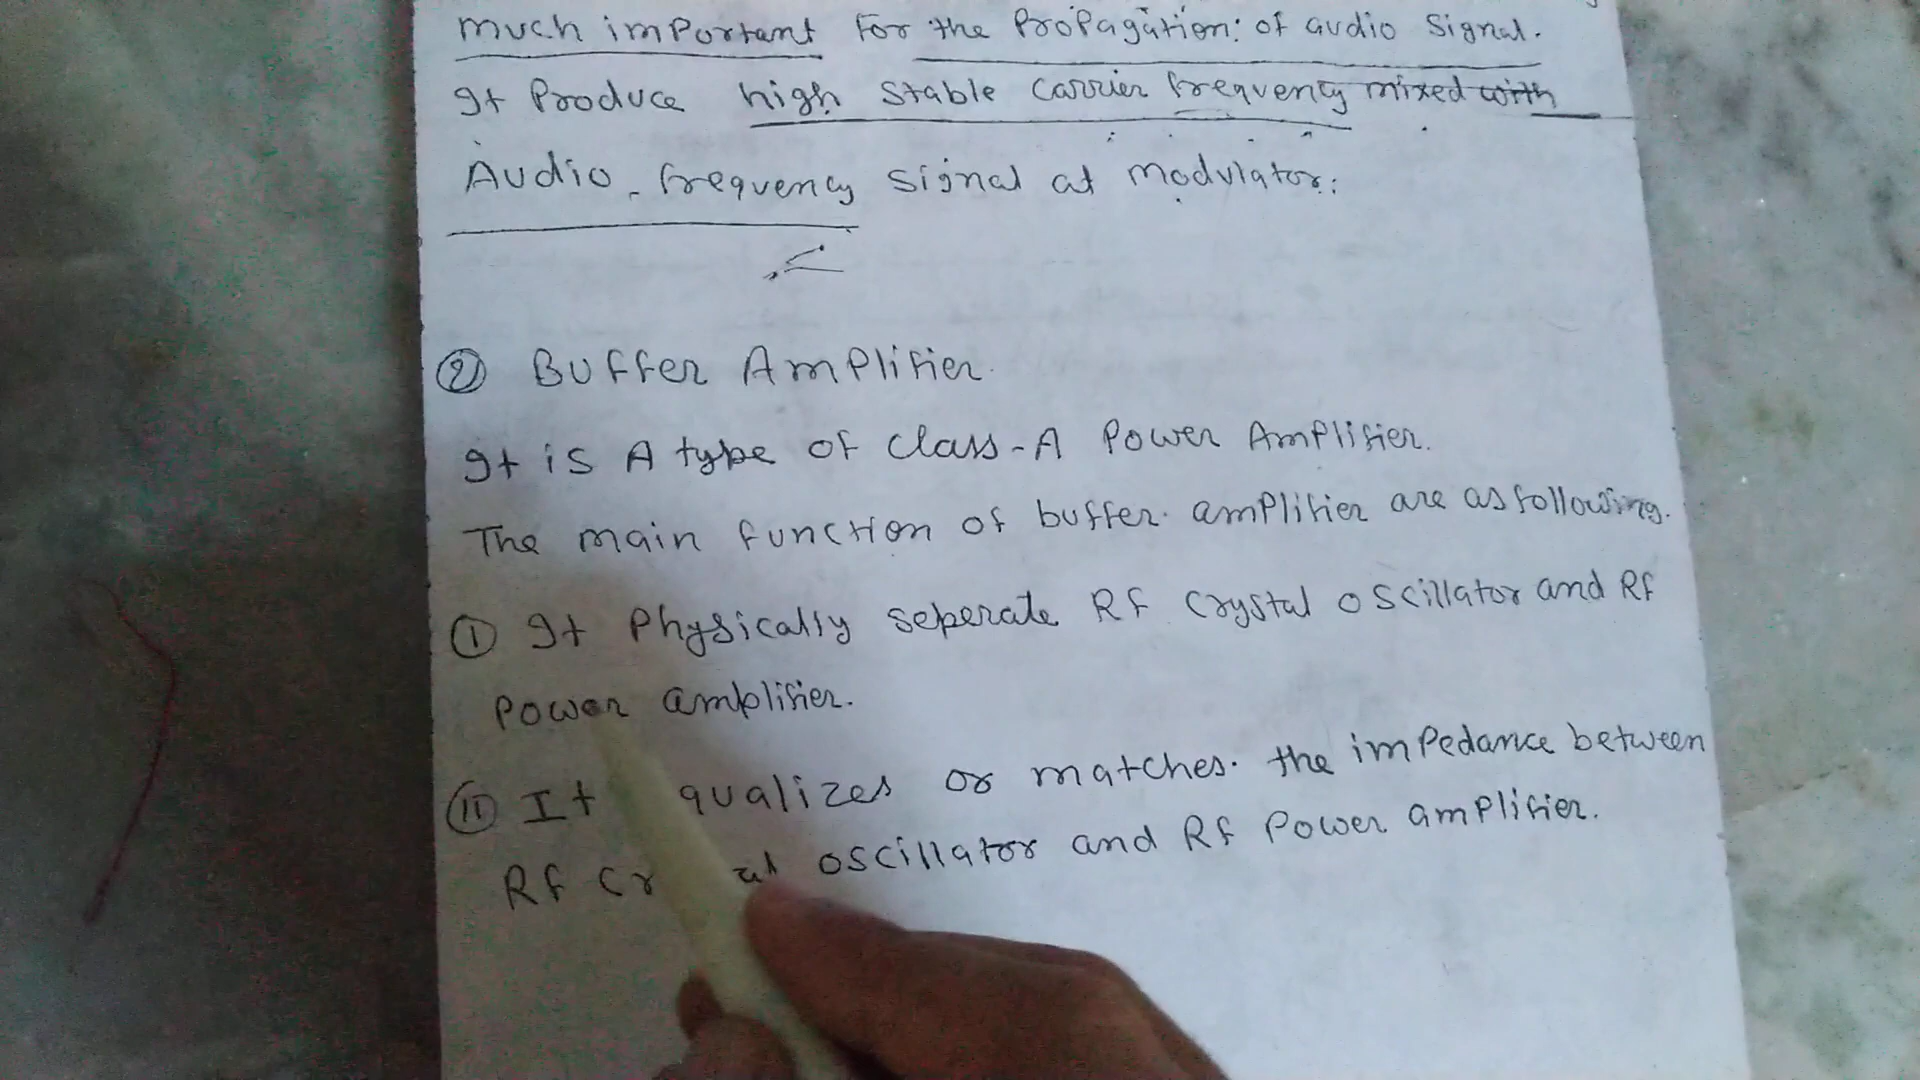 much important For the Propagation: of audio Signal.
It Produce high Stable Carrier frequency mixed with
Audio-frequency Signal at modulator:
② Buffer Amplifier.
It is A type of Class-A Power Amplifier.
The main function of buffer amplifier are as following.
① It Physically seperate RF Crystal oscillator and RF
Power amplifier.
⑪ It qualizes or matches. the impedance between
RF Cr al oscillator and RF Power amplifier.